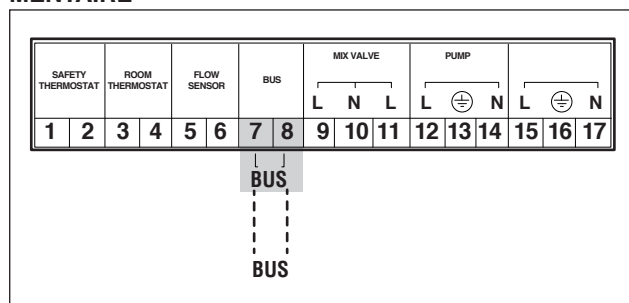 MENTAIRE
SAFETY THERMOSTAT
ROOM THERMOSTAT
FLOW SENSOR
BUS
MIX VALVE
PUMP
L N L L N L N
1 2 3 4 5 6 7 8 9 10 11 12 13 14 15 16 17
BUS
BUS